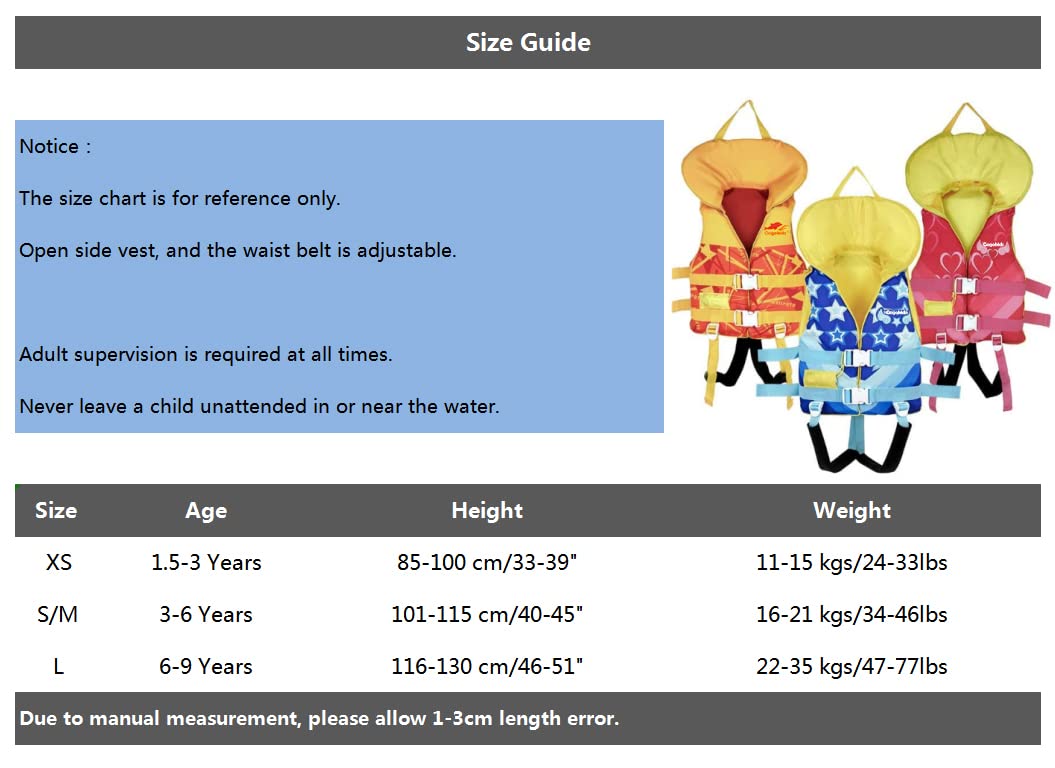 Size Guide
Notice :
The size chart is for reference only.
Open side vest, and the waist belt is adjustable.
Adult supervision is required at all times.
Never leave a child unattended in or near the water.
Size Age Height Weight
XS 1.5-3 Years 85-100 cm/33-39" 11-15 kgs/24-33lbs
S/M 3-6 Years 101-115 cm/40-45" 16-21 kgs/34-46lbs
L 6-9 Years 116-130 cm/46-51" 22-35 kgs/47-77lbs
Due to manual measurement, please allow 1-3cm length error.